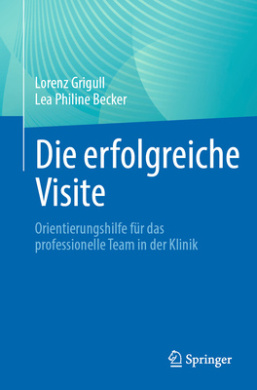 Lorenz Grigull
Lea Philine Becker
Die erfolgreiche
Visite
Orientierungshilfe für das
professionelle Team in der Klinik
Springer